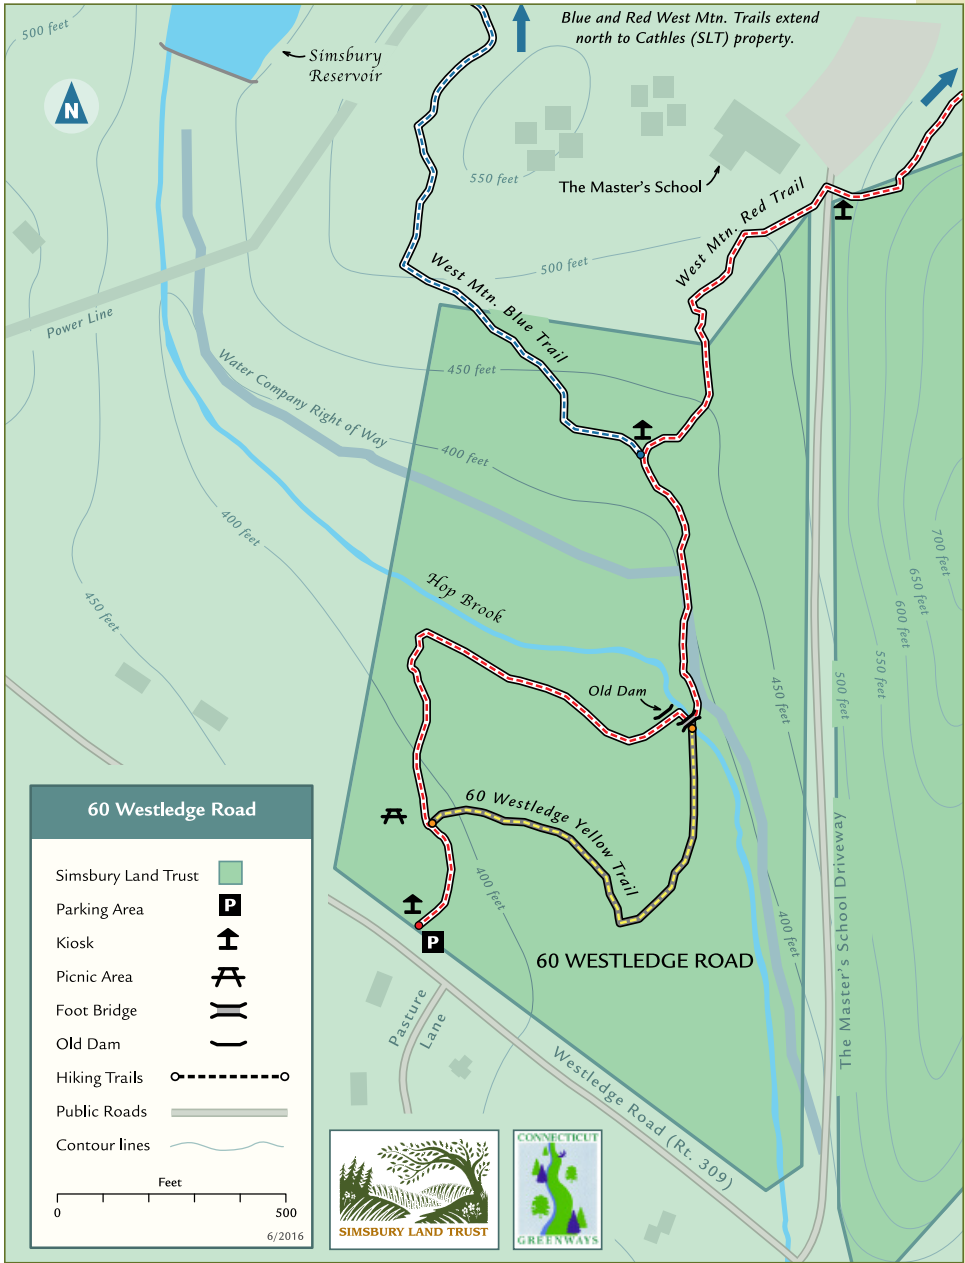 500 feet
Simsbury
Reservoir
Blue and Red West Mtn. Trails extend
north to Cathles (SLT) property.
N
550 feet
The Master's School
West Mtn. Red Trail
West Mtn. Blue Trail
500 feet
Power Line
Water Company Right of Way
450 feet
400 feet
400 feet
700 feet
650 feet
600 feet
550 feet
500 feet
450 feet
Hop Brook
450 feet
Old Dam
60 Westledge Yellow Trail
400 feet
400 feet
P
60 WESTLEDGE ROAD
The Master's School Driveway
Pasture
Lane
Westledge Road (Rt. 309)
60 Westledge Road
Simsbury Land Trust
Parking Area
P
Kiosk
Picnic Area
Foot Bridge
Old Dam
Hiking Trails
Public Roads
Contour lines
Feet
0
500
6/2016
SIMSBURY LAND TRUST
CONNECTICUT
GREENWAYS